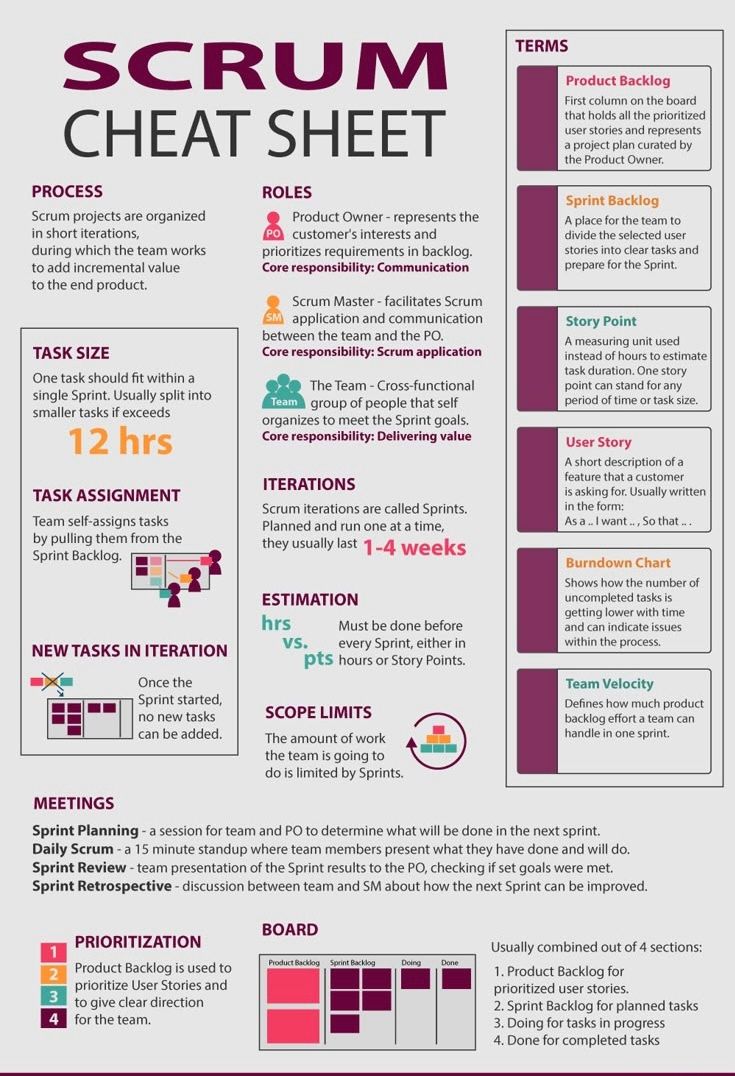 SCRUM
CHEAT SHEET
PROCESS
Scrum projects are organized
in short iterations,
during which the team works
to add incremental value
to the end product.
TASK SIZE
One task should fit within a
single Sprint. Usually split into
smaller tasks if exceeds
12 hrs
TASK ASSIGNMENT
Team self-assigns tasks
by pulling them from the
Sprint Backlog.
NEW TASKS IN ITERATION
Once the
Sprint started,
no new tasks
can be added.
ROLES
PO
Product Owner - represents the
customer's interests and
prioritizes requirements in backlog.
Core responsibility: Communication
SM
Scrum Master - facilitates Scrum
application and communication
between the team and the PO.
Core responsibility: Scrum application
Team
The Team - Cross-functional
group of people that self
organizes to meet the Sprint goals.
Core responsibility: Delivering value
ITERATIONS
Scrum iterations are called Sprints.
Planned and run one at a time,
they usually last 1-4 weeks
ESTIMATION
hrs
vs.
pts
Must be done before
every Sprint, either in
hours or Story Points.
SCOPE LIMITS
The amount of work
the team is going to
do is limited by Sprints.
TERMS
Product Backlog
First column on the board
that holds all the prioritized
user stories and represents
a project plan curated by
the Product Owner.
Sprint Backlog
A place for the team to
divide the selected user
stories into clear tasks and
prepare for the Sprint.
Story Point
A measuring unit used
instead of hours to estimate
task duration. One story
point can stand for any
period of time or task size.
User Story
A short description of a
feature that a customer
is asking for. Usually written
in the form:
As a .. I want .. , So that .. .
Burndown Chart
Shows how the number of
uncompleted tasks is
getting lower with time
and can indicate issues
within the process.
Team Velocity
Defines how much product
backlog effort a team can
handle in one sprint.
MEETINGS
Sprint Planning - a session for team and PO to determine what will be done in the next sprint.
Daily Scrum - a 15 minute standup where team members present what they have done and will do.
Sprint Review - team presentation of the Sprint results to the PO, checking if set goals were met.
Sprint Retrospective - discussion between team and SM about how the next Sprint can be improved.
1
2
3
4
PRIORITIZATION
Product Backlog is used to
prioritize User Stories and
to give clear direction
for the team.
BOARD
Product Backlog
Sprint Backlog
Doing
Done
Usually combined out of 4 sections:
1. Product Backlog for
prioritized user stories.
2. Sprint Backlog for planned tasks
3. Doing for tasks in progress
4. Done for completed tasks